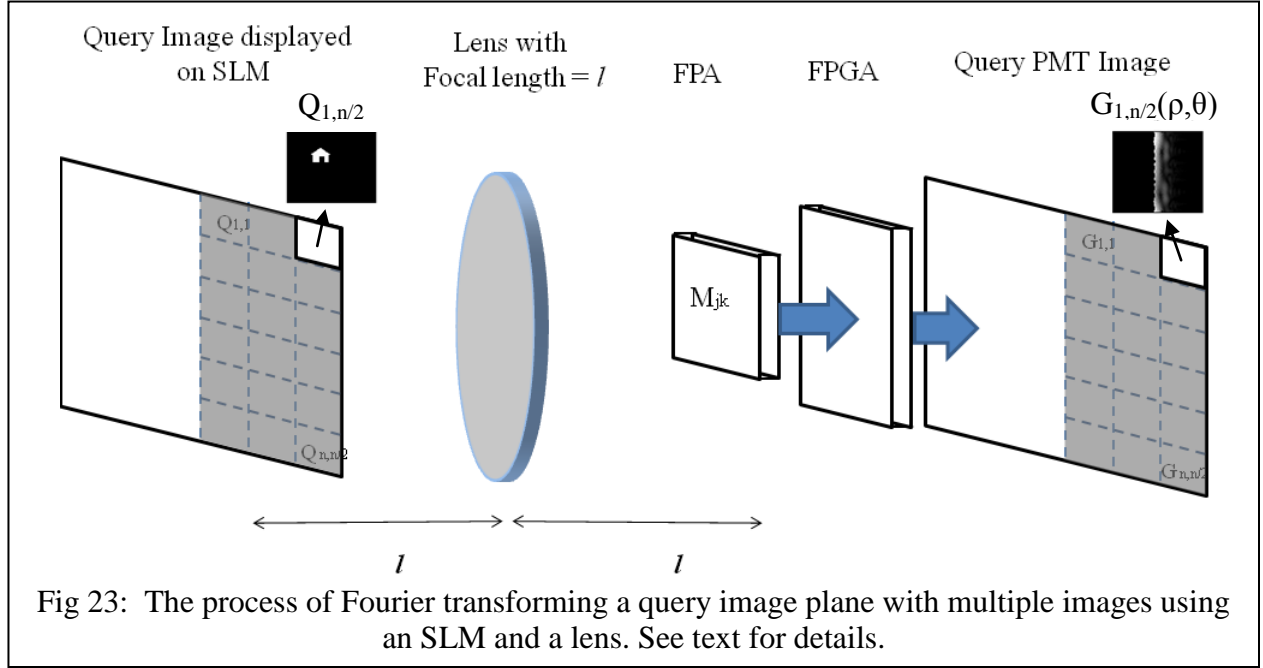 Query Image displayed
on SLM
Lens with
Focal length = l
FPA
FPGA
Query PMT Image
Q1,n/2
G1,n/2(ρ,θ)
Q1,1
G1,1
Mjk
Qn,n/2
Gn,n/2
l
l
Fig 23: The process of Fourier transforming a query image plane with multiple images using
an SLM and a lens. See text for details.